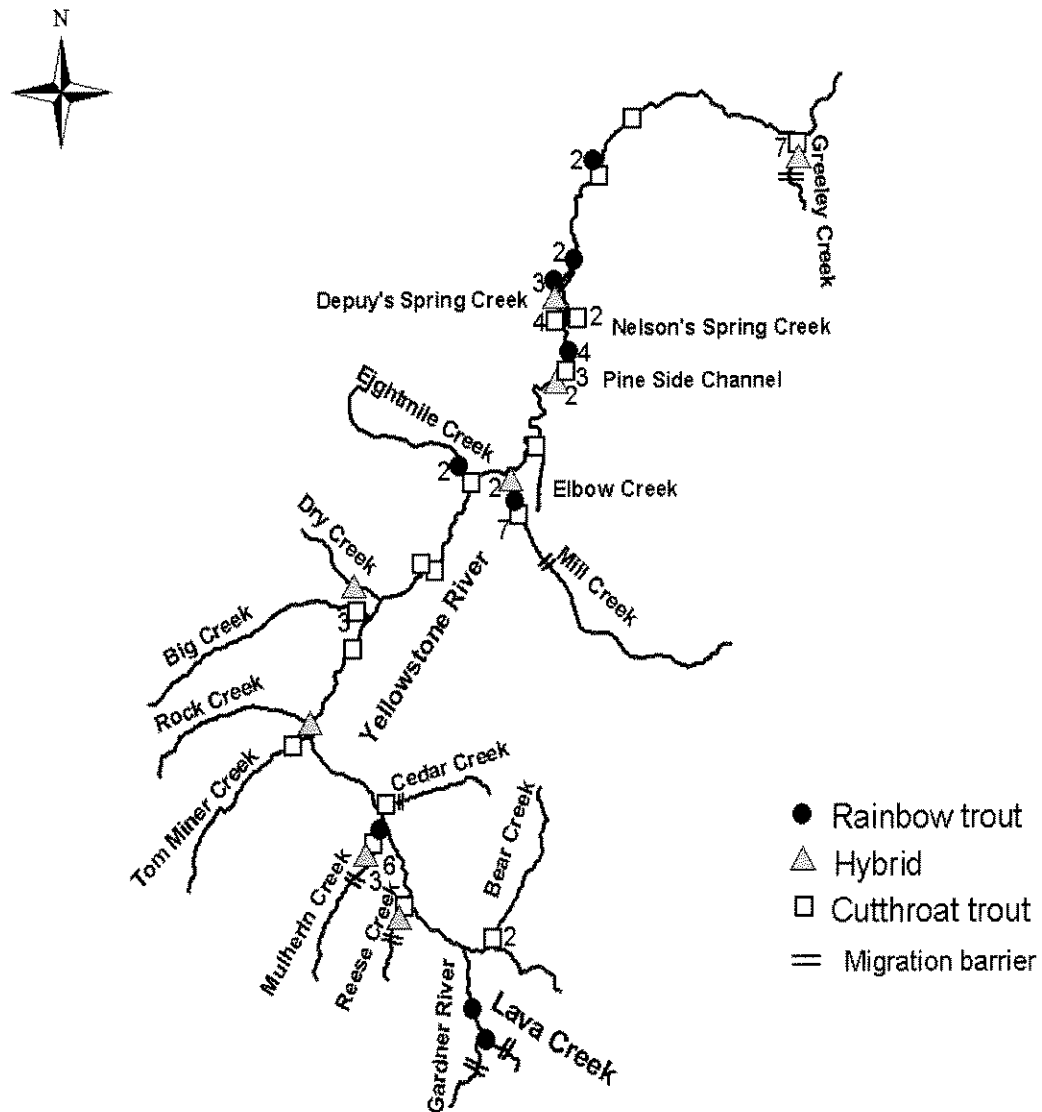 N
2
7
Greeley Creek
2
3
Depuy's Spring Creek
4
2
Nelson's Spring Creek
4
3
Pine Side Channel
2
Eightmile Creek
2
2
Elbow Creek
7
Dry Creek
Mill Creek
3
Big Creek
Yellowstone River
Rock Creek
Tom Miner Creek
Cedar Creek
Bear Creek
Rainbow trout
Hybrid
Cutthroat trout
Migration barrier
6
3
Mulherin Creek
Reese Creek
2
Gardner River
Lava Creek